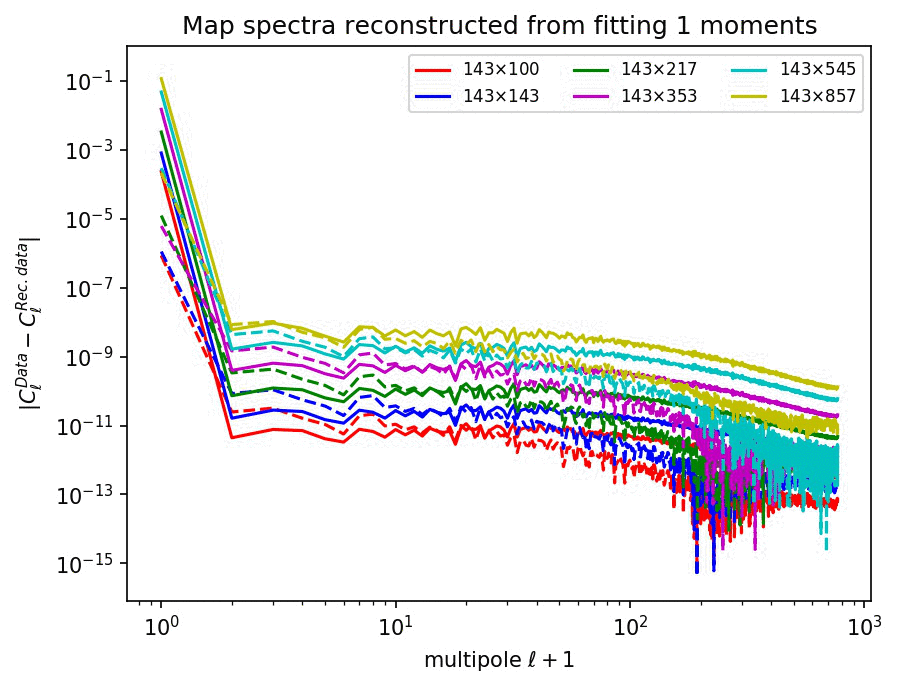 Map spectra reconstructed from fitting 1 moments
143×100 143×217 143×545
143×143 143×353 143×857
|C_ℓ^{Data} − C_ℓ^{Rec. data}|
10^{-1}
10^{-3}
10^{-5}
10^{-7}
10^{-9}
10^{-11}
10^{-13}
10^{-15}
10^0 10^1 10^2 10^3
multipole ℓ + 1